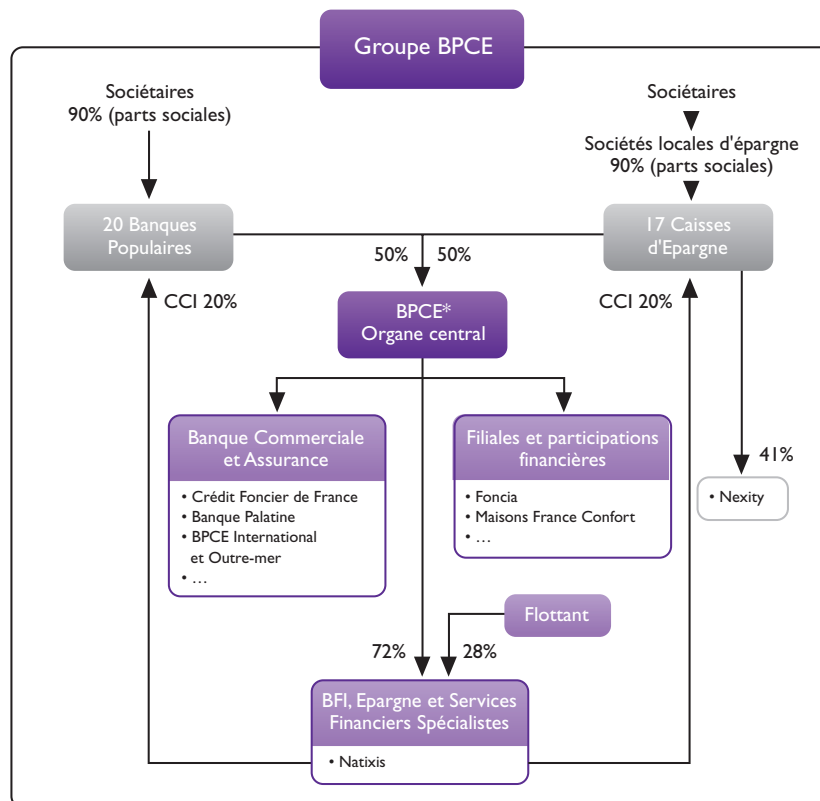 Groupe BPCE
Sociétaires
90% (parts sociales)
Sociétaires
Sociétés locales d'épargne
90% (parts sociales)
20 Banques
Populaires
17 Caisses
d'Epargne
50%
50%
CCI 20%
CCI 20%
BPCE*
Organe central
Banque Commerciale
et Assurance
• Crédit Foncier de France
• Banque Palatine
• BPCE International
et Outre-mer
• ...
Filiales et participations
financières
• Foncia
• Maisons France Confort
• ...
41%
• Nexity
Flottant
72%
28%
BFI, Epargne et Services
Financiers Spécialistes
• Natixis